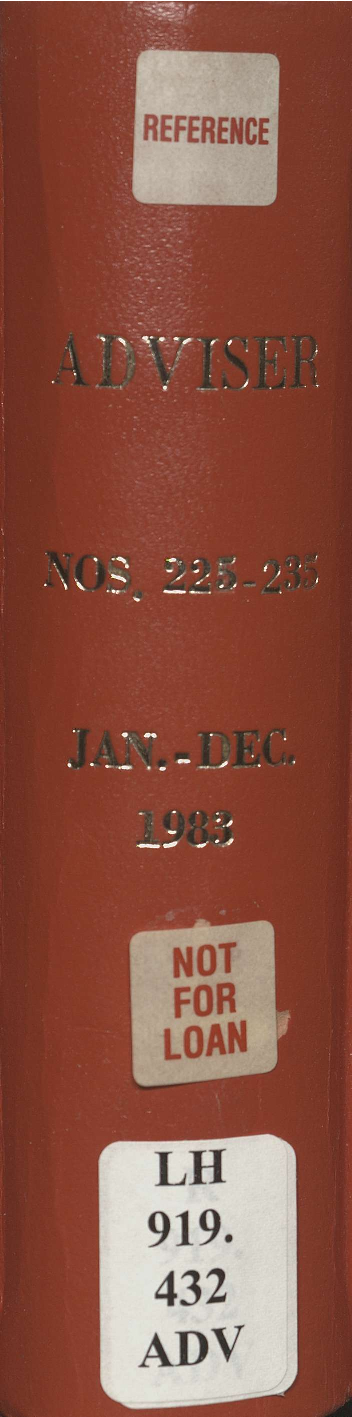 REFERENCE
ADVISER
NOS. 225-235
JAN.-DEC.
1983
NOT
FOR
LOAN
LH
919.
432
ADV